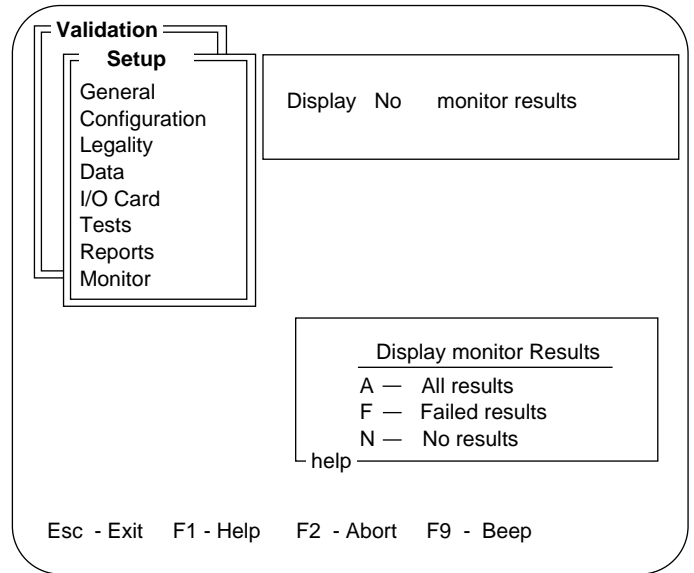 Validation
Setup
General
Configuration
Legality
Data
I/O Card
Tests
Reports
Monitor
Display No monitor results
Display monitor Results
A — All results
F — Failed results
N — No results
help
Esc - Exit F1 - Help F2 - Abort F9 - Beep